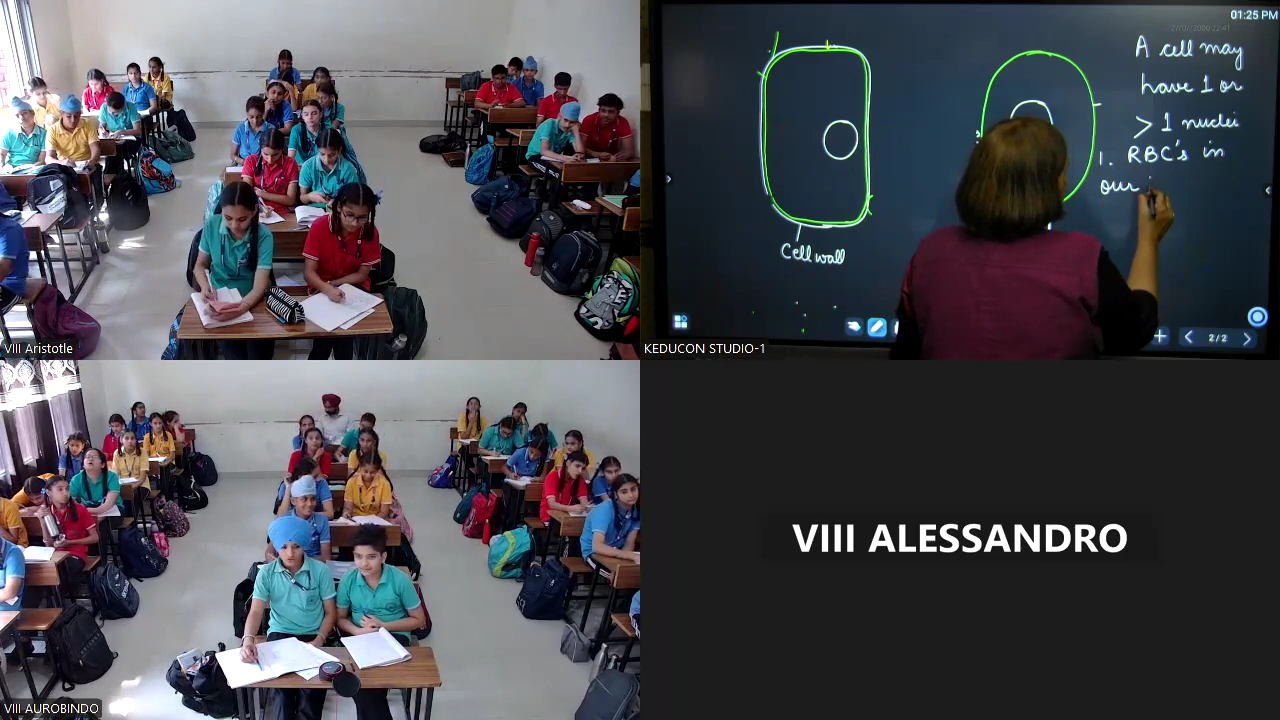 01:25 PM
A cell may
have 1 or
> 1 nuclei
1. RBC's in
our
Cell wall
2/2
VIII Aristotle
KEDUCON STUDIO-1
VIII AUROBINDO
VIII ALESSANDRO